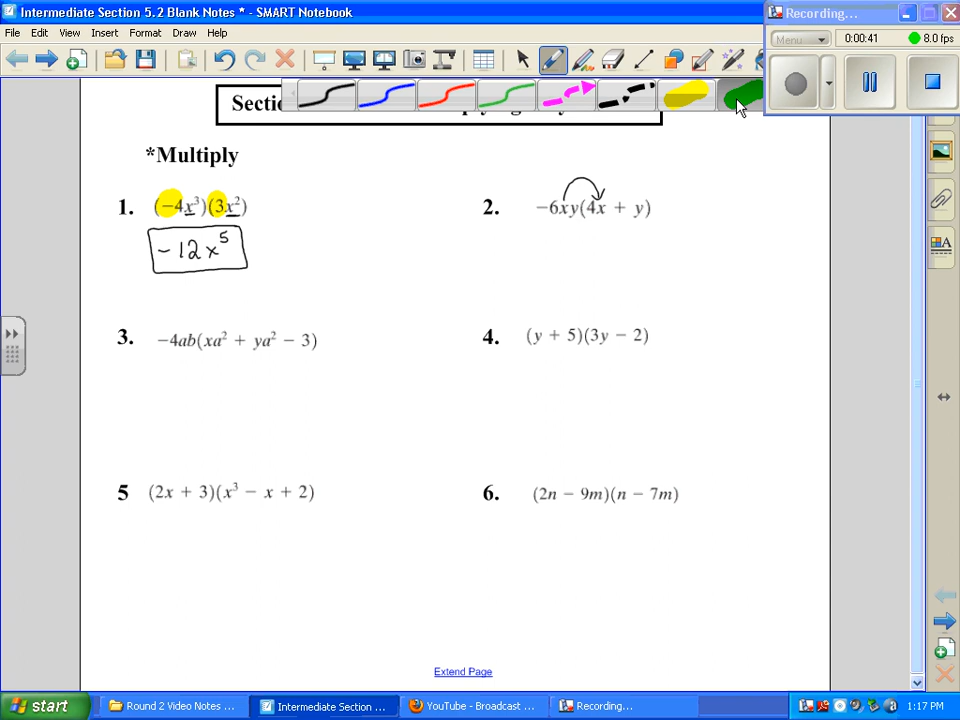 Intermediate Section 5.2 Blank Notes * - SMART Notebook
Recording...
File Edit View Insert Format Draw Help
Menu 0:00:41 8.0 fps
*Multiply
1. (−4x³)(3x²)
−12x⁵
2. −6xy(4x + y)
3. −4ab(xa² + ya² − 3)
4. (y + 5)(3y − 2)
5 (2x + 3)(x³ − x + 2)
6. (2n − 9m)(n − 7m)
Extend Page
start Round 2 Video Notes ... Intermediate Section ... YouTube - Broadcast ... Recording... 1:17 PM